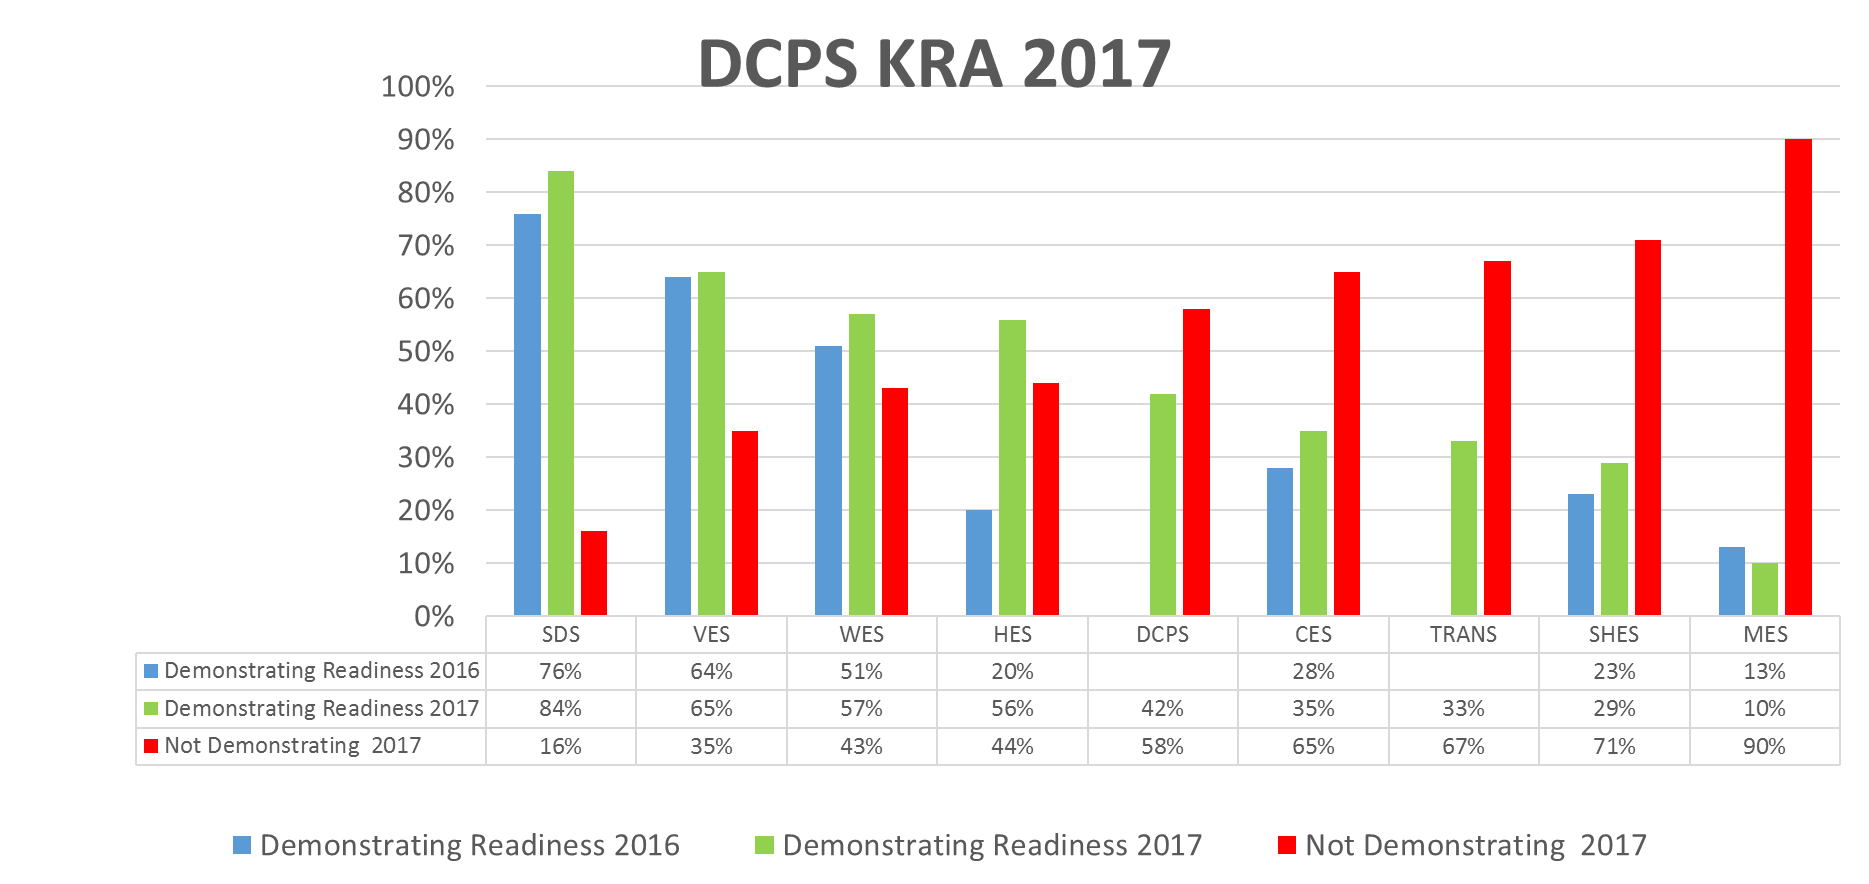 DCPS KRA 2017
100%
90%
80%
70%
60%
50%
40%
30%
20%
10%
0%
SDS VES WES HES DCPS CES TRANS SHES MES
Demonstrating Readiness 2016 76% 64% 51% 20% 28% 23% 13%
Demonstrating Readiness 2017 84% 65% 57% 56% 42% 35% 33% 29% 10%
Not Demonstrating  2017 16% 35% 43% 44% 58% 65% 67% 71% 90%
Demonstrating Readiness 2016 Demonstrating Readiness 2017 Not Demonstrating  2017